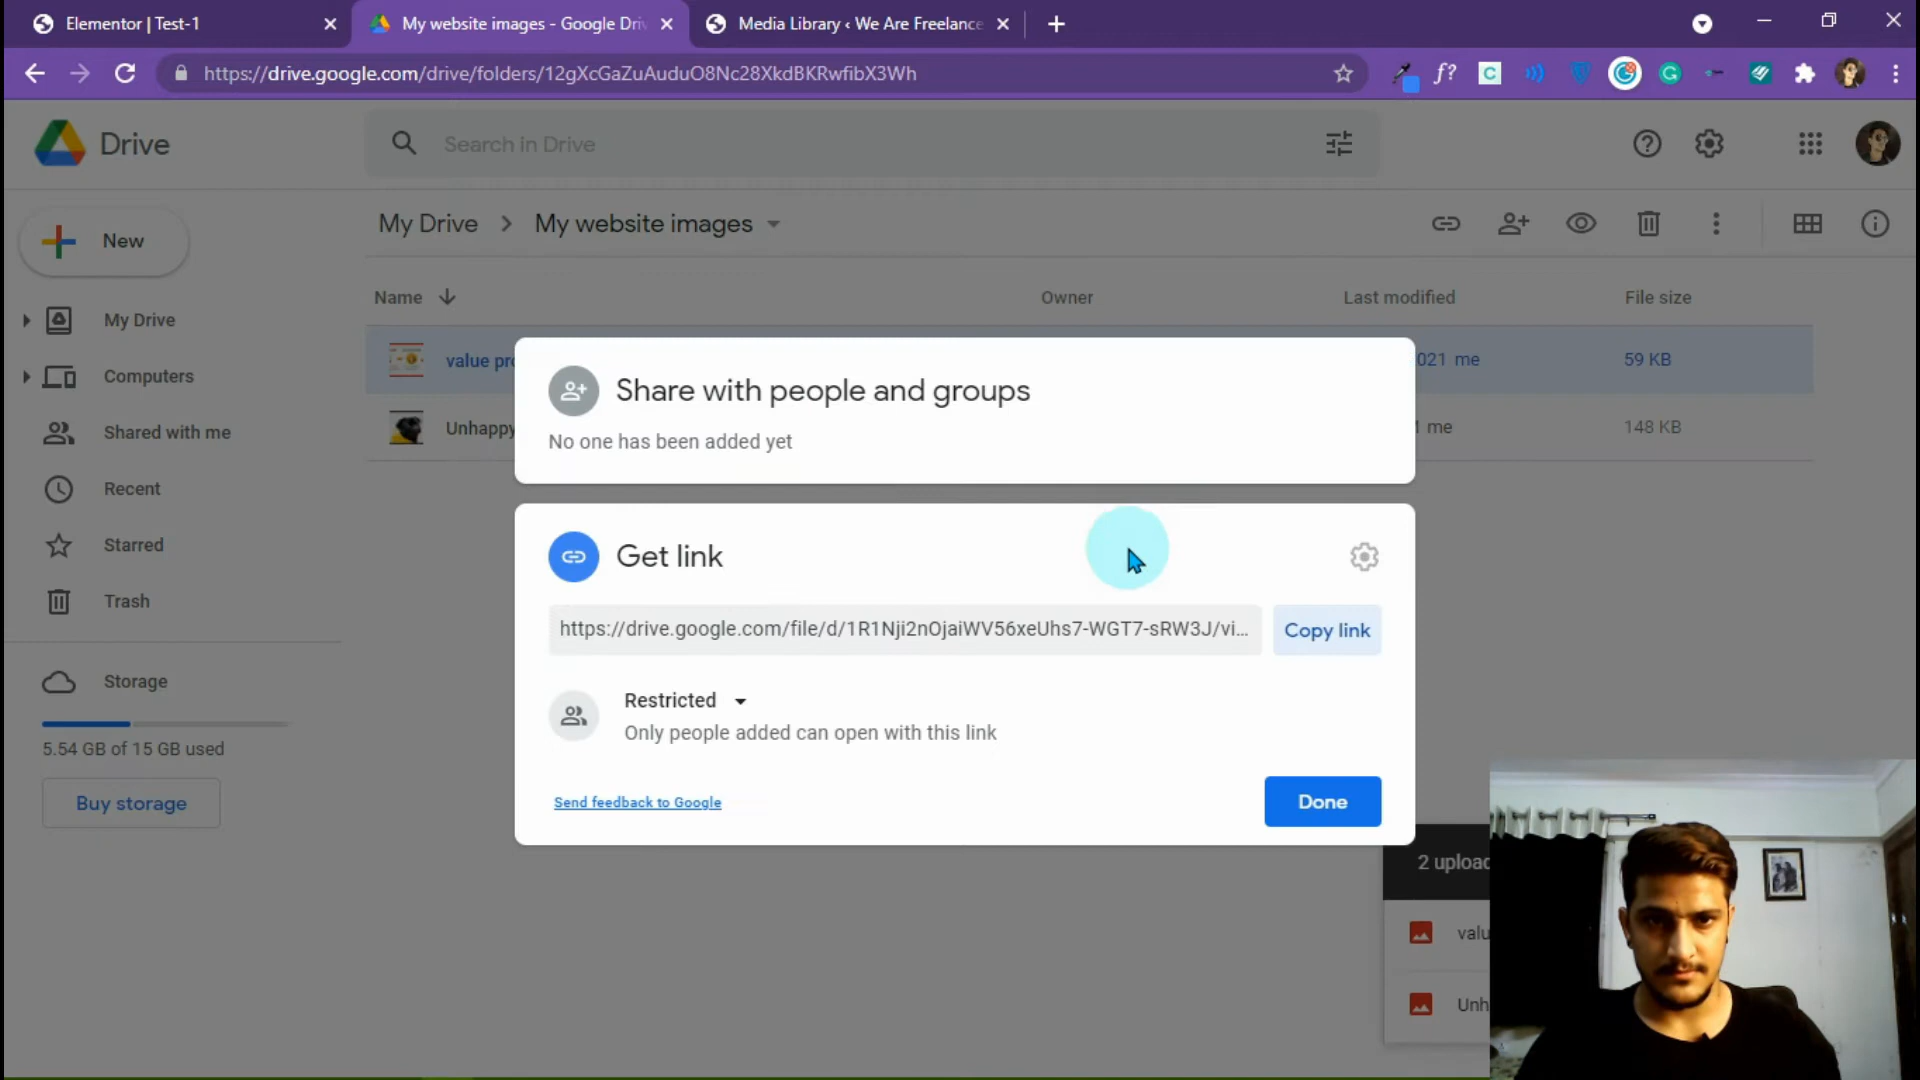 Elementor | Test-1
My website images - Google Driv
Media Library ‹ We Are Freelance
https://drive.google.com/drive/folders/12gXcGaZuAuduO8Nc28XkdBKRwfibX3Wh
Drive
Search in Drive
New
My Drive
My website images
Name
Owner
Last modified
File size
My Drive
value pro
021 me
59 KB
Computers
Unhappy
me
148 KB
Shared with me
Recent
Starred
Trash
Storage
5.54 GB of 15 GB used
Buy storage
Share with people and groups
No one has been added yet
Get link
https://drive.google.com/file/d/1R1Nji2nOjaiWV56xeUhs7-WGT7-sRW3J/vi...
Copy link
Restricted
Only people added can open with this link
Send feedback to Google
Done
2 upload
valu
Unh